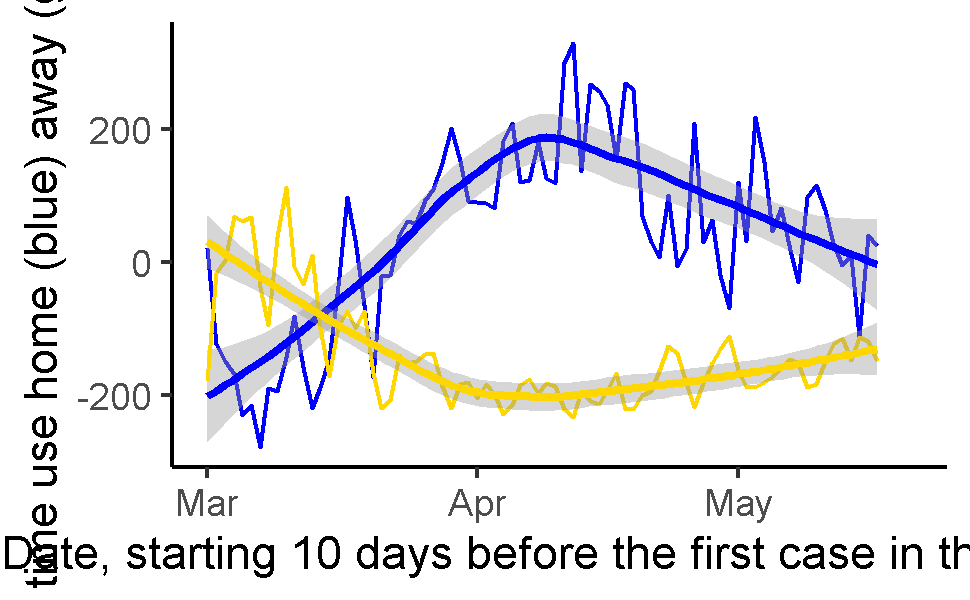 time use home (blue) away (
200
0
-200
Mar Apr May
Date, starting 10 days before the first case in th